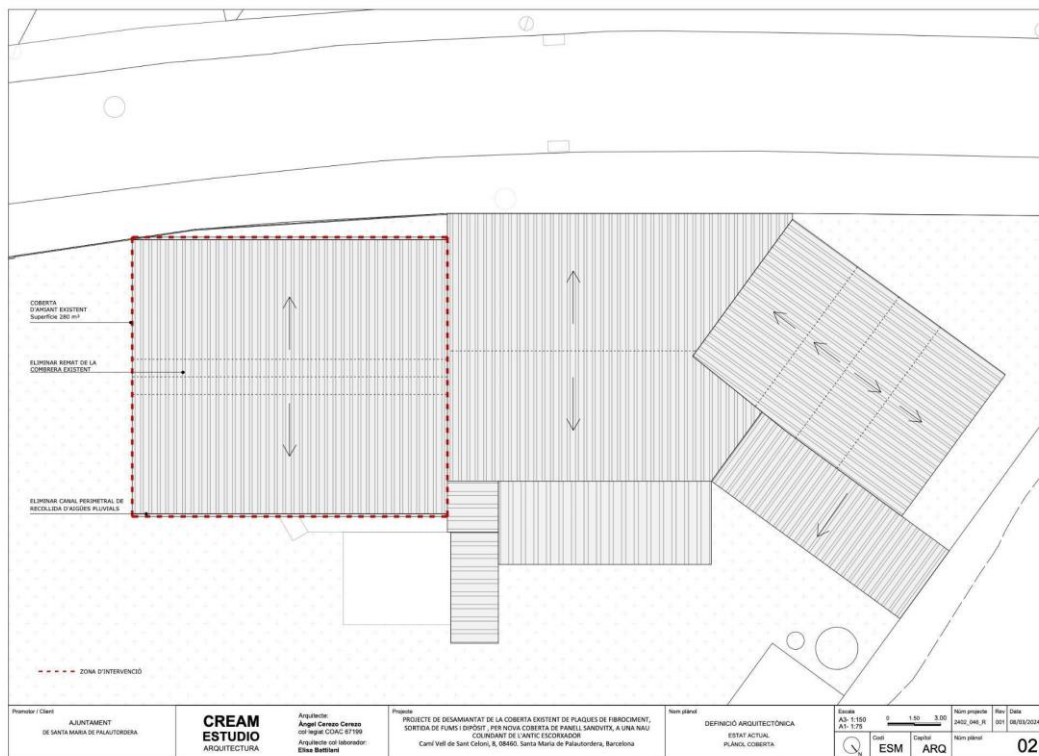 COBERTA
D'AMIANT EXISTENT
Superfície 280 m²
ELIMINAR REMAT DE LA
COMBRERA EXISTENT
ELIMINAR CANAL PERIMETRAL DE
RECOLLIDA D'AIGÜES PLUVIALS
ZONA D'INTERVENCIÓ
Promotor / Client
AJUNTAMENT
DE SANTA MARIA DE PALAUTORDERA
CREAM
ESTUDIO
ARQUITECTURA
Arquitecte:
Ángel Cerezo Cerezo
col·legiat COAC 67199
Arquitecte col·laborador:
Elisa Battilani
Projecte
PROJECTE DE DESAMIANTAT DE LA COBERTA EXISTENT DE PLAQUES DE FIBROCIMENT,
SORTIDA DE FUMS I DIPÒSIT , PER NOVA COBERTA DE PANELL SANDVITX, A UNA NAU
COLINDANT DE L'ANTIC ESCORXADOR
Camí Vell de Sant Celoni, 8, 08460. Santa Maria de Palautordera, Barcelona
Nom plànol
DEFINICIÓ ARQUITECTÒNICA
ESTAT ACTUAL
PLÀNOL COBERTA
Escala
A3- 1:150
A1- 1:75
0 1.50 3.00
N
Codi
ESM
Capítol
ARQ
Núm projecte
2402_046_R
Rev
001
Data
08/03/2024
Núm plànol
02